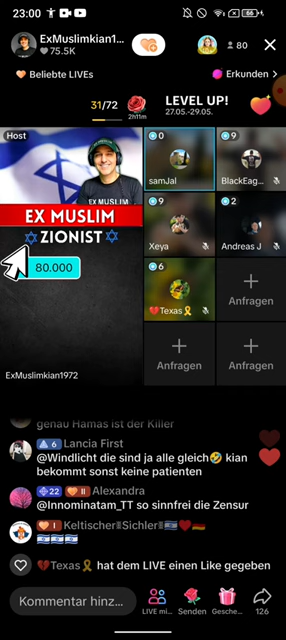 23:00
66
ExMuslimkian1...
75.5K
80
Beliebte LIVEs
Erkunden >
31/72
2h11m
LEVEL UP!
27.05.-29.05.
Host
EX MUSLIM
EX MUSLIM
ZIONIST
80.000
ExMuslimkian1972
0
samJal
9
BlackEag...
9
Xeya
2
Andreas J
6
Texas
Anfragen
Anfragen
Anfragen
genau Hamas ist der Killer
6 Lancia First
@Windlicht die sind ja alle gleich🤣 kian
bekommt sonst keine patienten
22 II Alexandra
@Innominatam_TT so sinnfrei die Zensur
I Keltischer Sichler
Texas hat dem LIVE einen Like gegeben
Kommentar hinz...
LIVE mi...
Senden
Gesche...
126